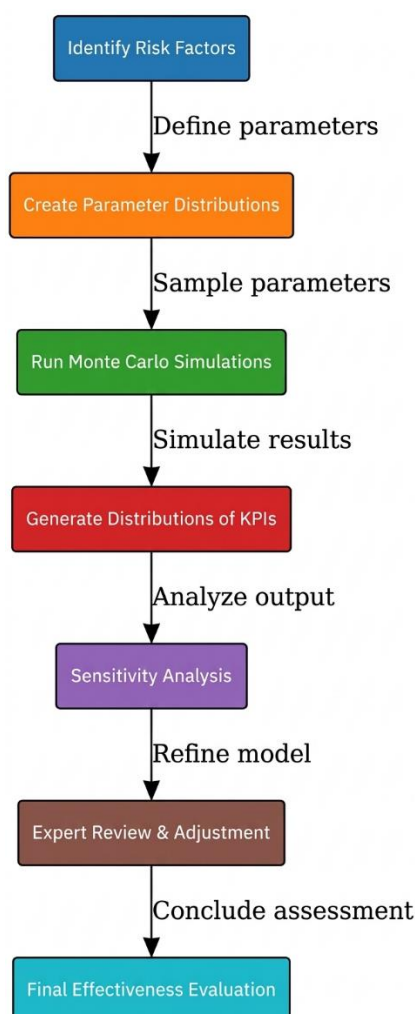 Identify Risk Factors
Define parameters
Create Parameter Distributions
Sample parameters
Run Monte Carlo Simulations
Simulate results
Generate Distributions of KPIs
Analyze output
Sensitivity Analysis
Refine model
Expert Review & Adjustment
Conclude assessment
Final Effectiveness Evaluation